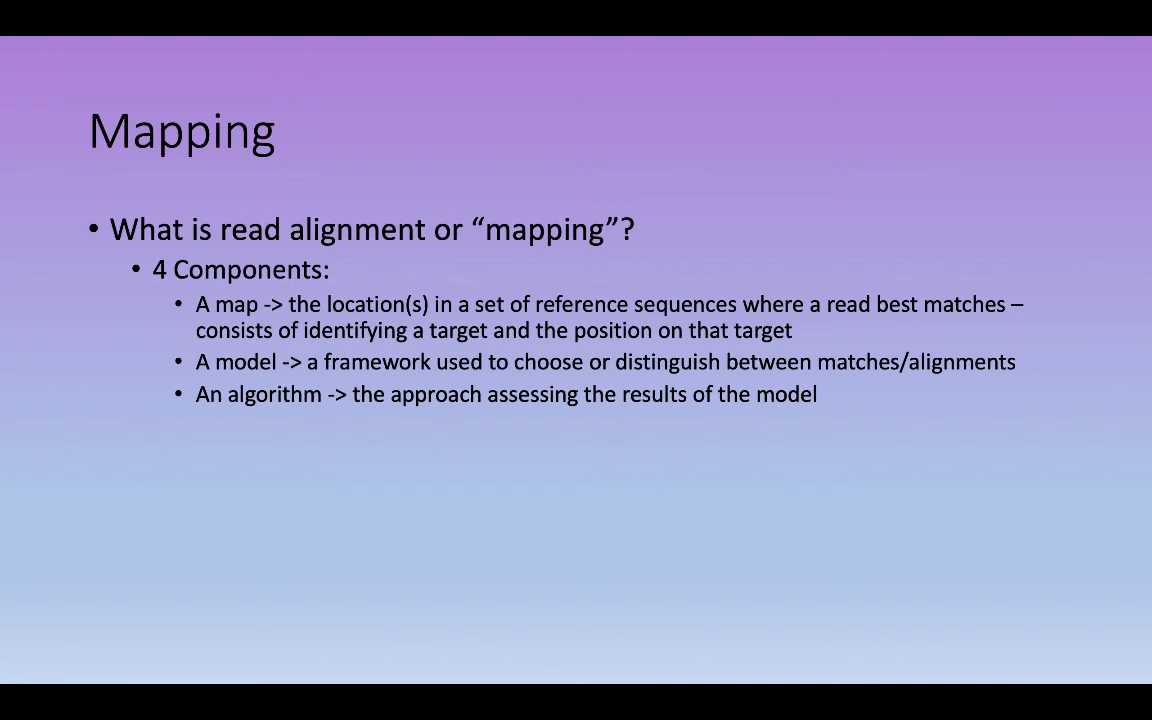 Mapping
• What is read alignment or “mapping”?
• 4 Components:
• A map -> the location(s) in a set of reference sequences where a read best matches –
consists of identifying a target and the position on that target
• A model -> a framework used to choose or distinguish between matches/alignments
• An algorithm -> the approach assessing the results of the model